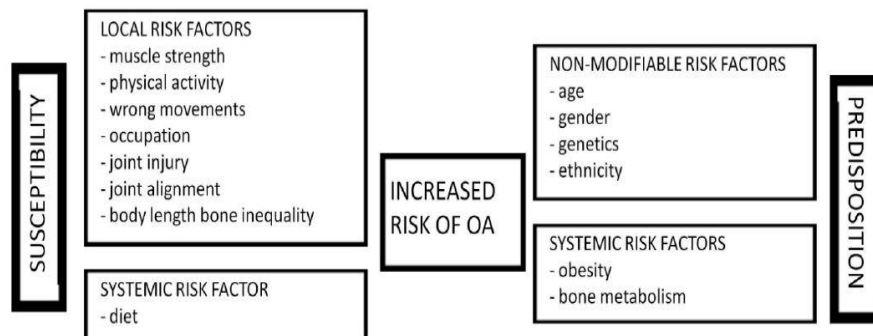 SUSCEPTIBILITY
LOCAL RISK FACTORS
- muscle strength
- physical activity
- wrong movements
- occupation
- joint injury
- joint alignment
- body length bone inequality
SYSTEMIC RISK FACTOR
- diet
INCREASED
RISK OF OA
NON-MODIFIABLE RISK FACTORS
- age
- gender
- genetics
- ethnicity
SYSTEMIC RISK FACTORS
- obesity
- bone metabolism
PREDISPOSITION